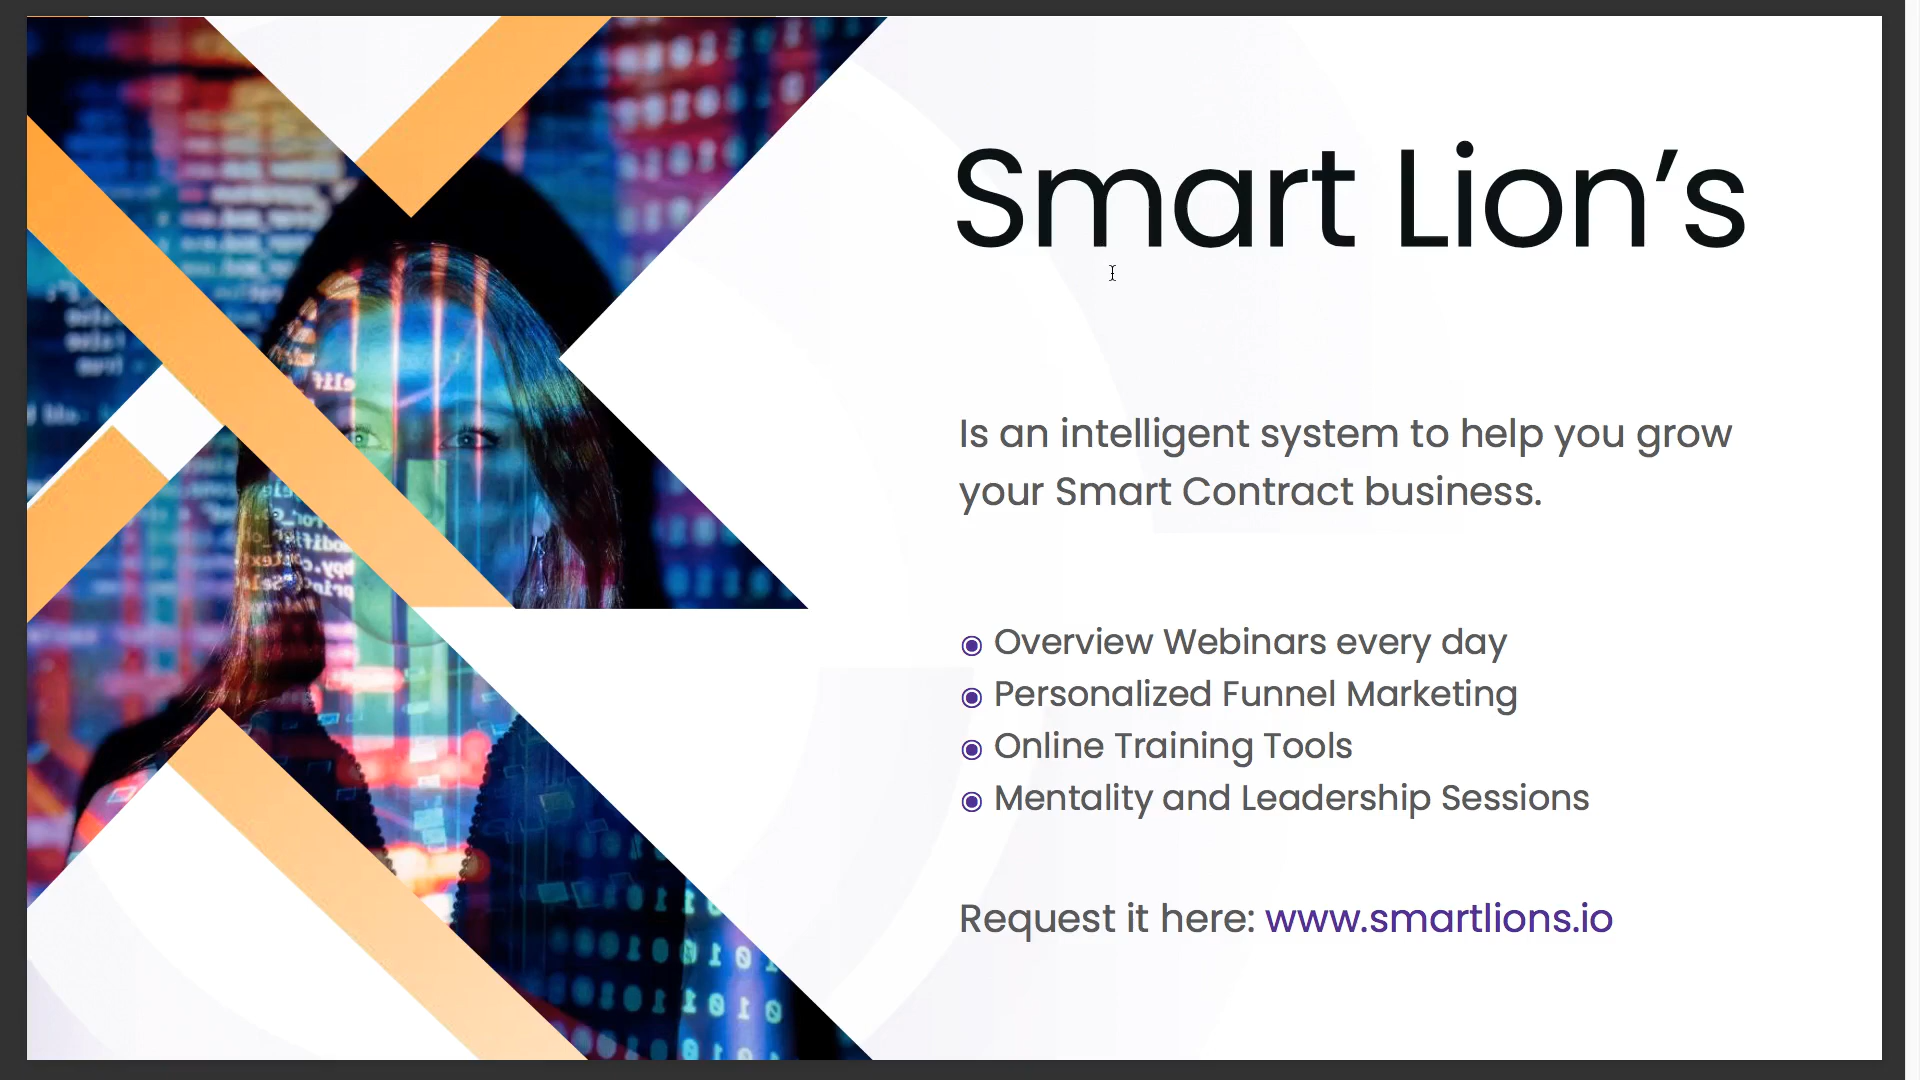 Smart Lion’s
Is an intelligent system to help you grow
your Smart Contract business.
◉ Overview Webinars every day
◉ Personalized Funnel Marketing
◉ Online Training Tools
◉ Mentality and Leadership Sessions
Request it here: www.smartlions.io